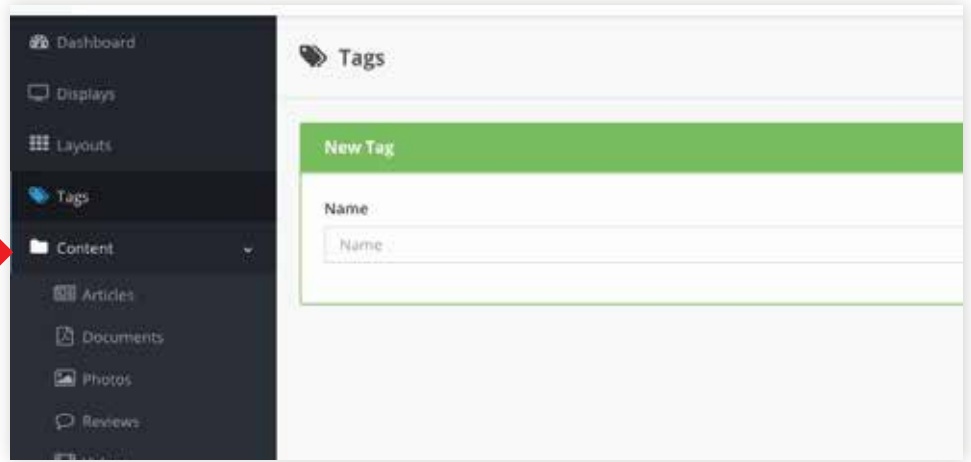 Dashboard
Displays
Layouts
Tags
Content
Articles
Documents
Photos
Reviews
Tags
New Tag
Name
Name